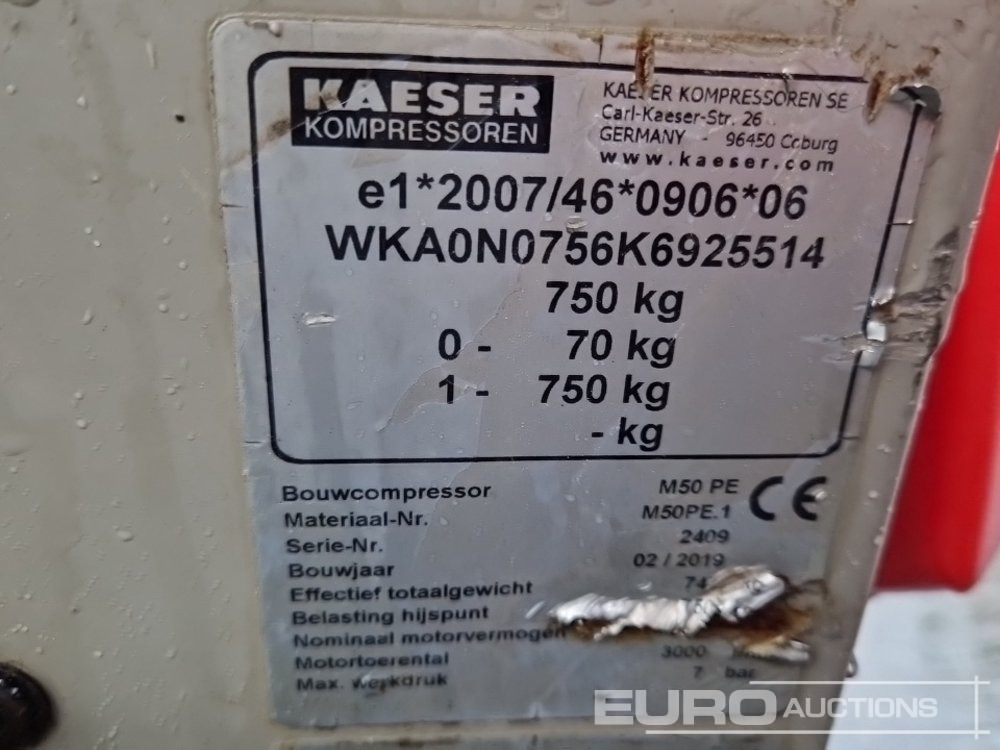 KAESER
KOMPRESSOREN
KAESER KOMPRESSOREN SE
Carl-Kaeser-Str. 26
GERMANY - 96450 Coburg
www.kaeser.com
e1*2007/46*0906*06
WKA0N0756K6925514
750 kg
0 - 70 kg
1 - 750 kg
- kg
Bouwcompressor M50 PE
CE
Materiaal-Nr. M50PE.1
Serie-Nr. 2409
Bouwjaar 02 / 2019
Effectief totaalgewicht
Belasting hijspunt
Nominaal motorvermogen
Motortoerental 3000
Max. werkdruk 7 bar
EURO AUCTIONS